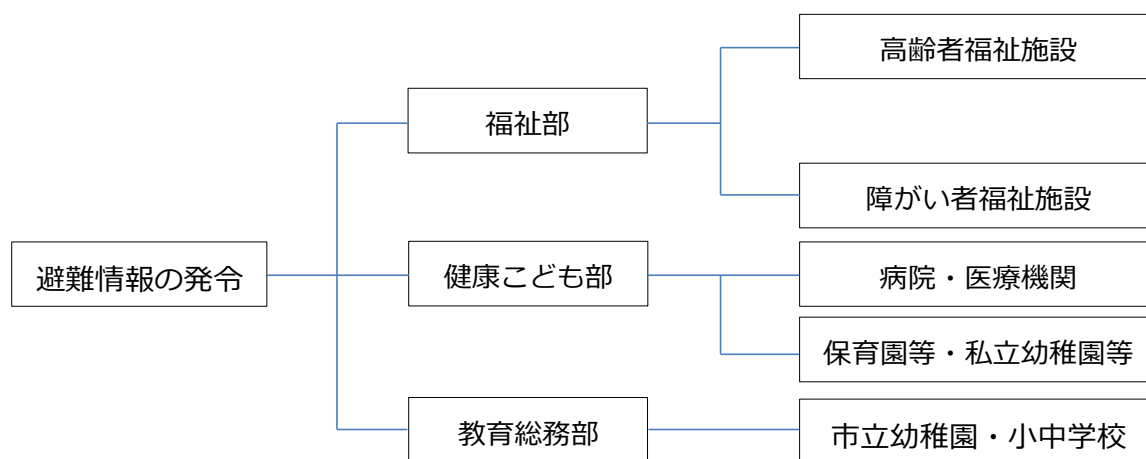 高齢者福祉施設
福祉部
障がい者福祉施設
避難情報の発令
健康こども部
病院・医療機関
保育園等・私立幼稚園等
教育総務部
市立幼稚園・小中学校